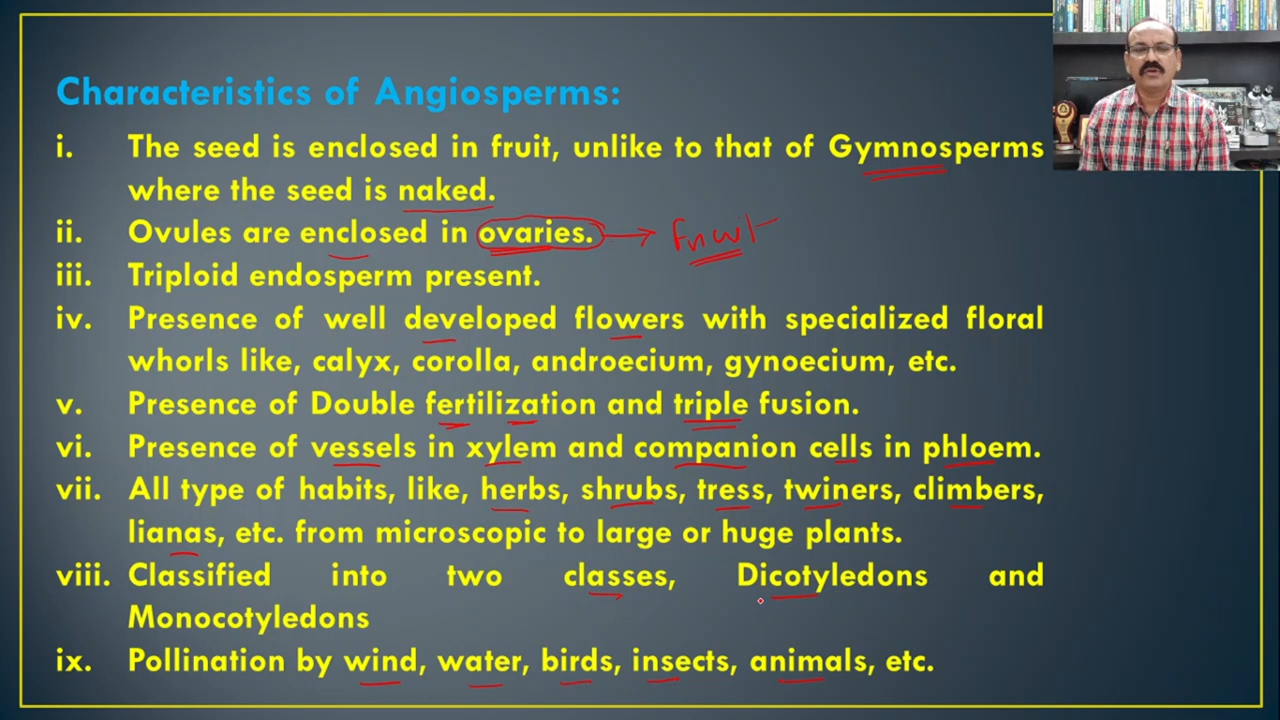 Characteristics of Angiosperms:
i. The seed is enclosed in fruit, unlike to that of Gymnosperms
where the seed is naked.
ii. Ovules are enclosed in ovaries. → Fruit
iii. Triploid endosperm present.
iv. Presence of well developed flowers with specialized floral
whorls like, calyx, corolla, androecium, gynoecium, etc.
v. Presence of Double fertilization and triple fusion.
vi. Presence of vessels in xylem and companion cells in phloem.
vii. All type of habits, like, herbs, shrubs, tress, twiners, climbers,
lianas, etc. from microscopic to large or huge plants.
viii. Classified into two classes, Dicotyledons and
Monocotyledons
ix. Pollination by wind, water, birds, insects, animals, etc.